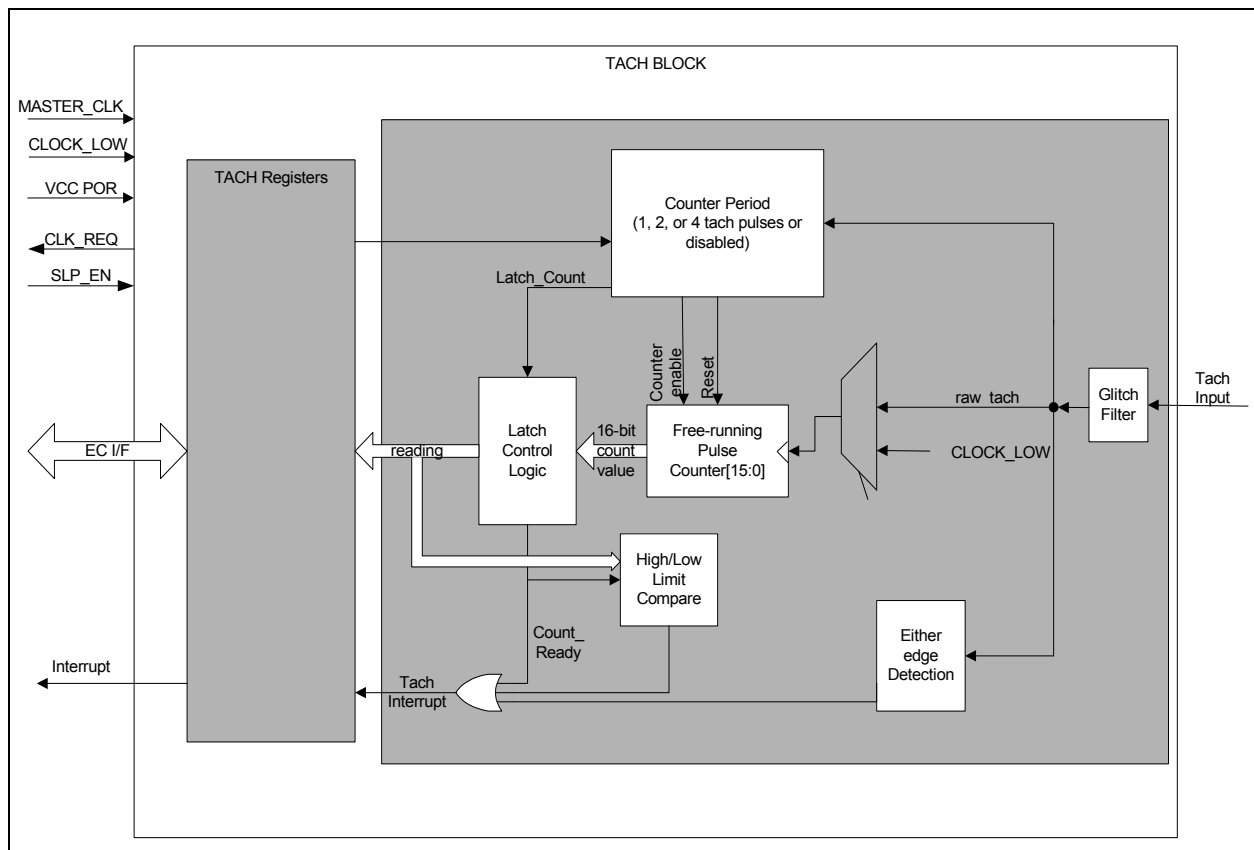 TACH BLOCK
MASTER_CLK
CLOCK_LOW
VCC POR
CLK_REQ
SLP_EN
TACH Registers
Counter Period
(1, 2, or 4 tach pulses or
disabled)
Latch_Count
Counter
enable
Reset
raw_tach
Glitch
Filter
Tach
Input
EC I/F
reading
Latch
Control
Logic
16-bit
count
value
Free-running
Pulse
Counter[15:0]
CLOCK_LOW
High/Low
Limit
Compare
Count_
Ready
Either
edge
Detection
Interrupt
Tach
Interrupt